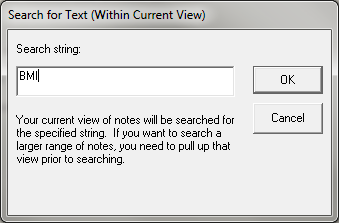 Search for Text (Within Current View)
Search string:
BMI
OK
Your current view of notes will be searched for
the specified string.  If you want to search a
larger range of notes, you need to pull up that
view prior to searching.
Cancel